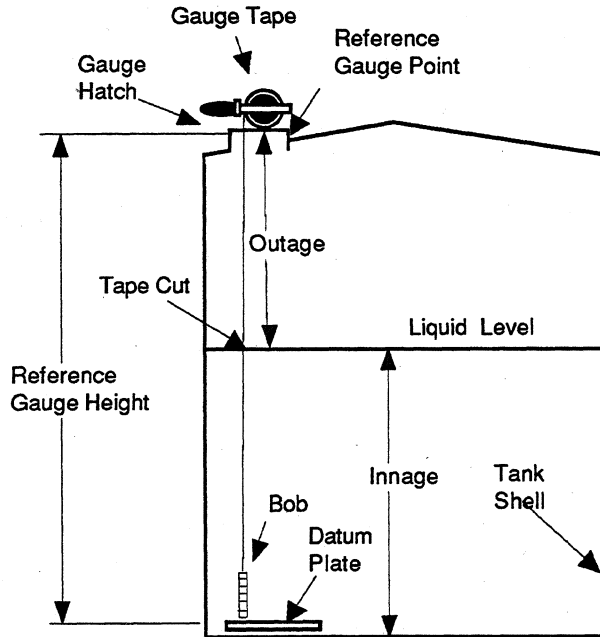 Gauge Tape
Reference
Gauge Point
Gauge
Hatch
Outage
Tape Cut
Liquid Level
Reference
Gauge Height
Innage
Tank
Shell
Bob
Datum
Plate